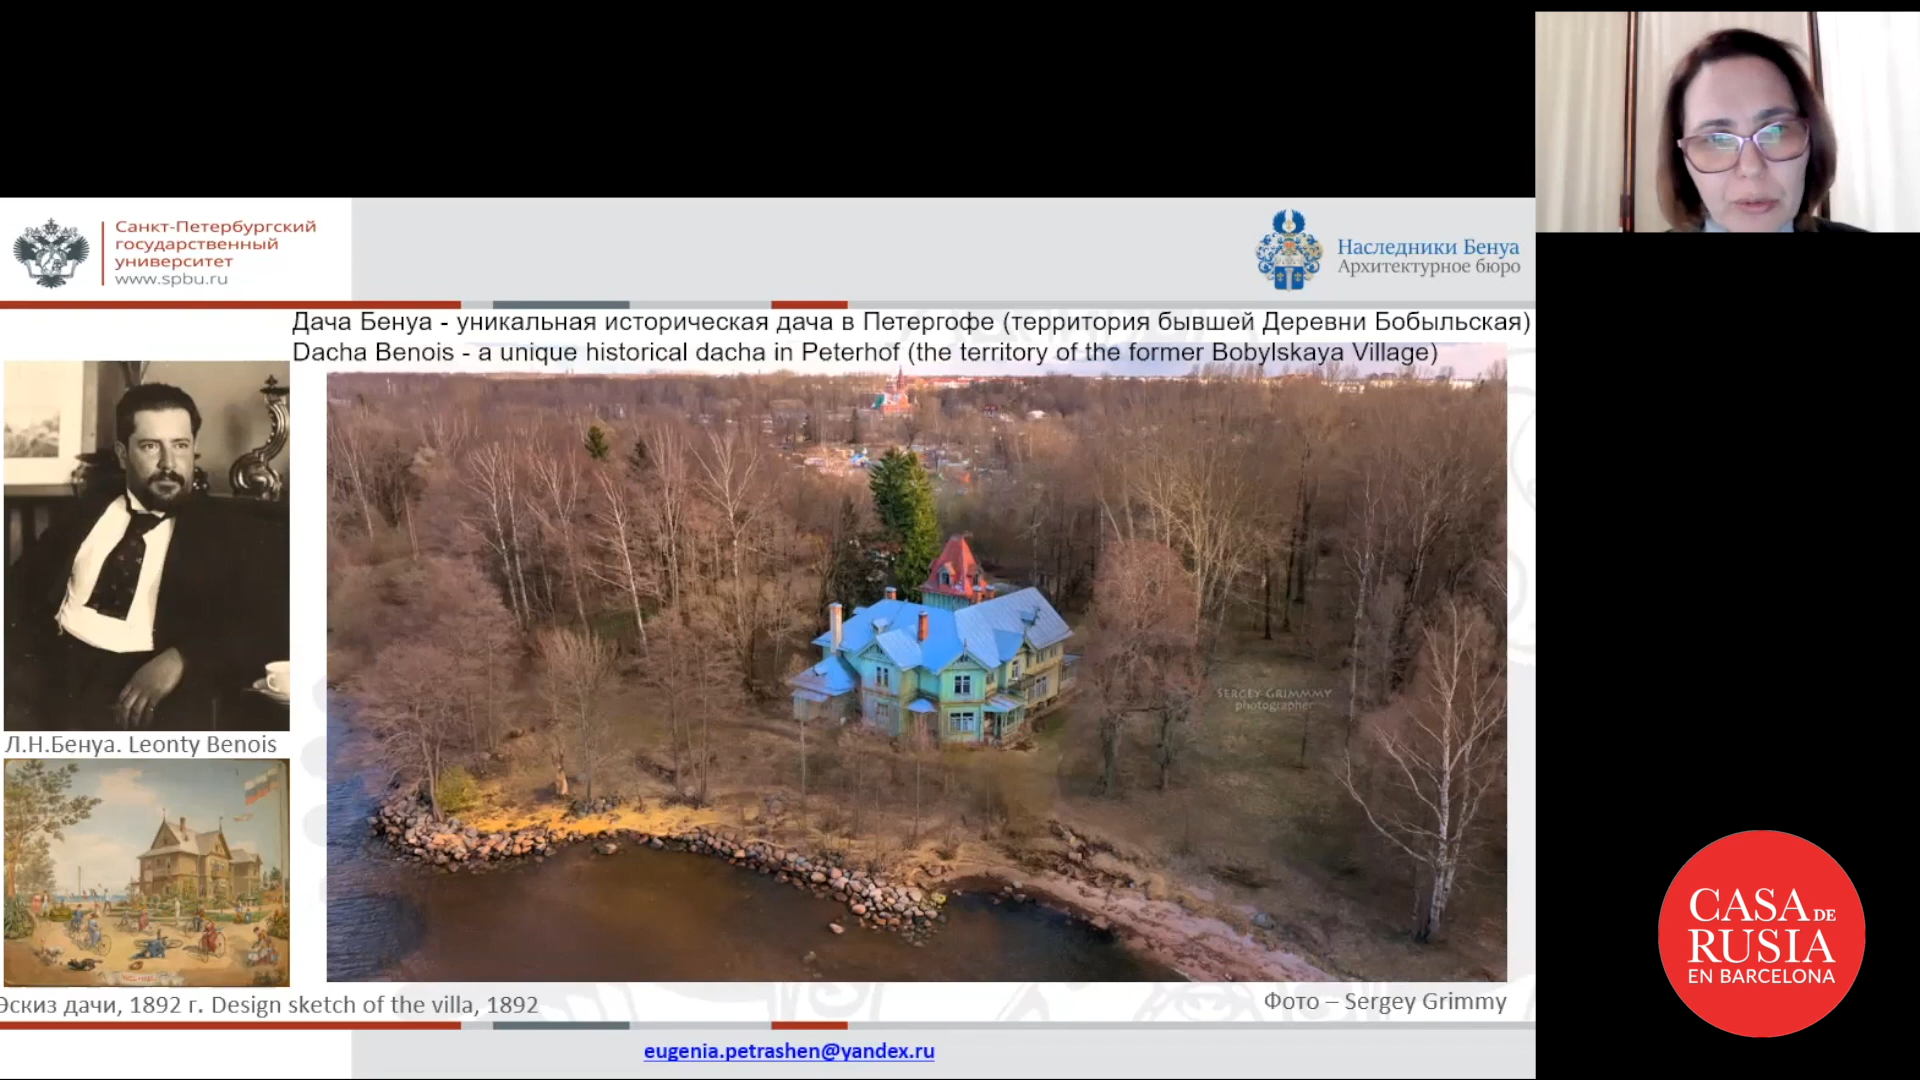 Санкт-Петербургский
государственный
университет
www.spbu.ru
Наследники Бенуа
Архитектурное бюро
Дача Бенуа - уникальная историческая дача в Петергофе (территория бывшей Деревни Бобыльская)
Dacha Benois - a unique historical dacha in Peterhof (the territory of the former Bobylskaya Village)
SERGEY GRIMMMY
photographer
Л.Н.Бенуа. Leonty Benois
Эскиз дачи, 1892 г. Design sketch of the villa, 1892
Фото – Sergey Grimmy
eugenia.petrashen@yandex.ru
CASA DE
RUSIA
EN BARCELONA